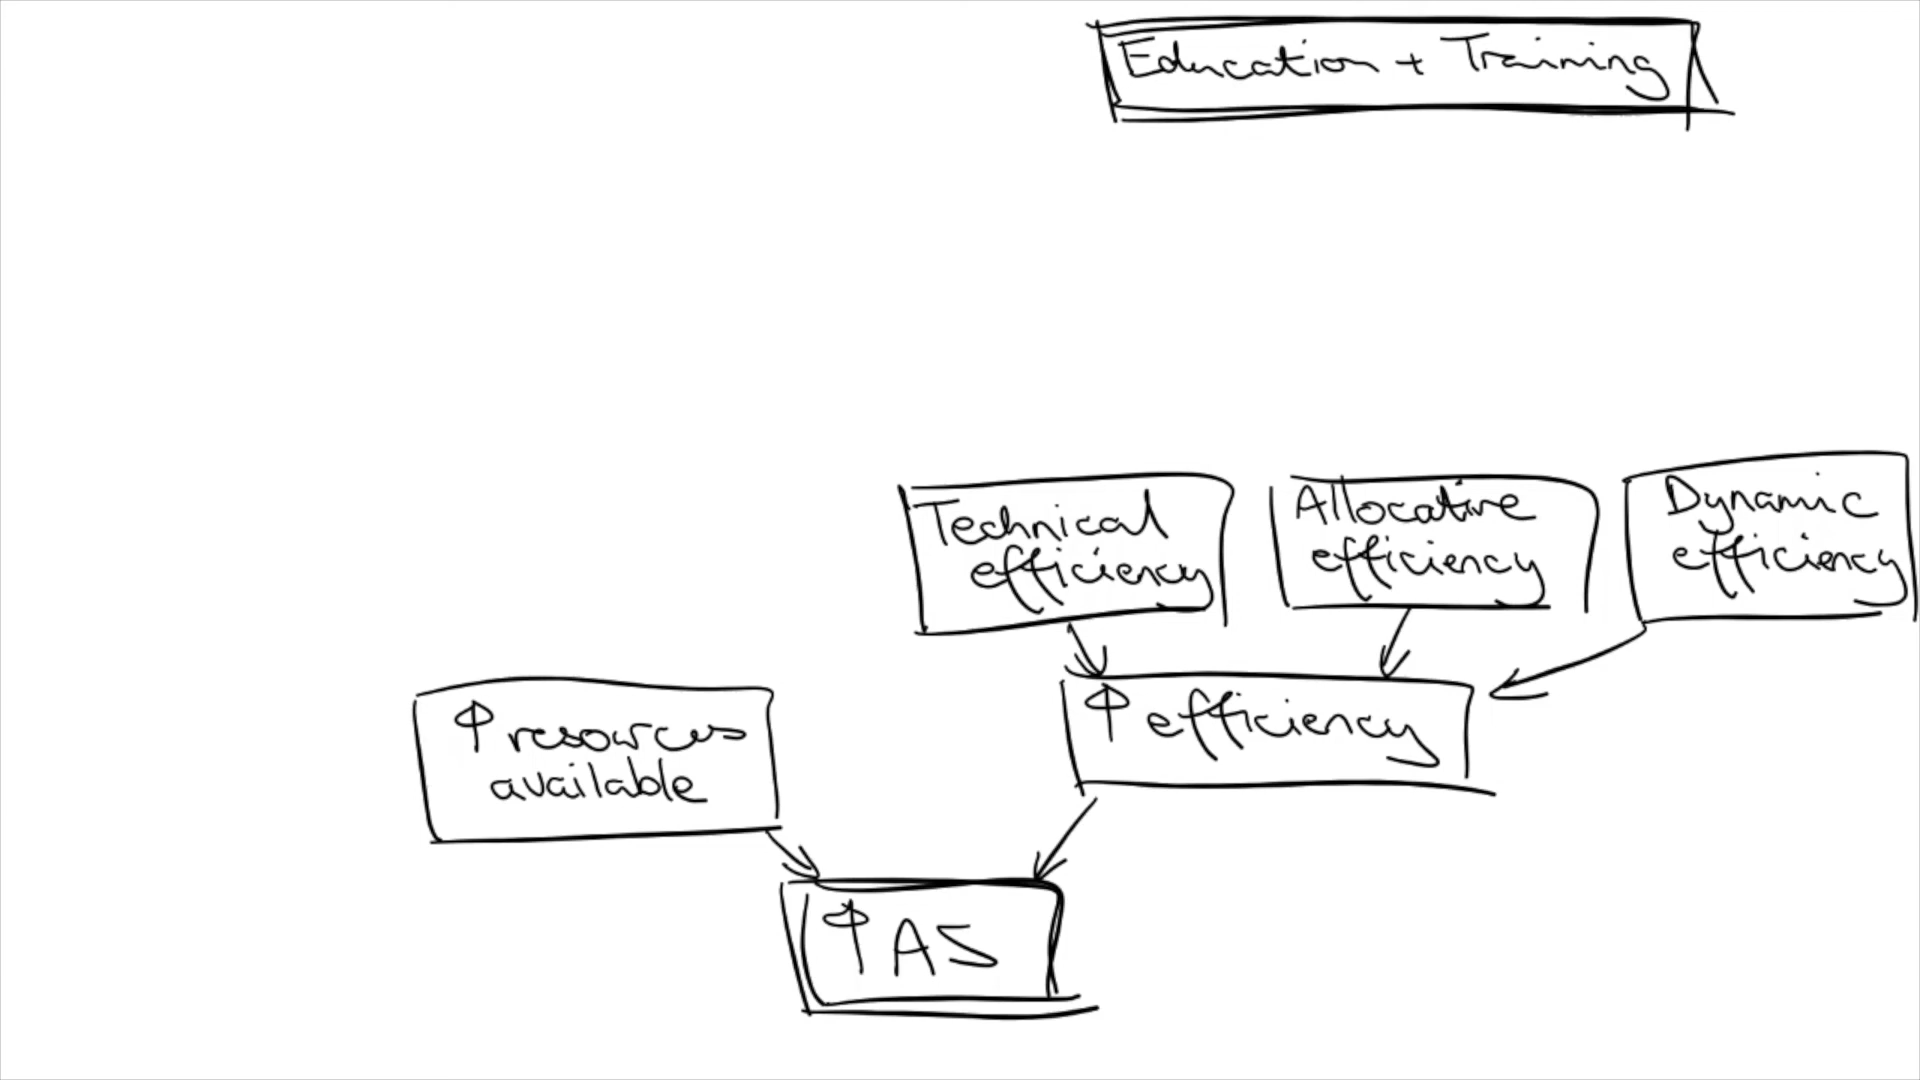 Education + Training
Technical
efficiency
Allocative
efficiency
Dynamic
efficiency
↑ resources
available
↑ efficiency
↑ AS